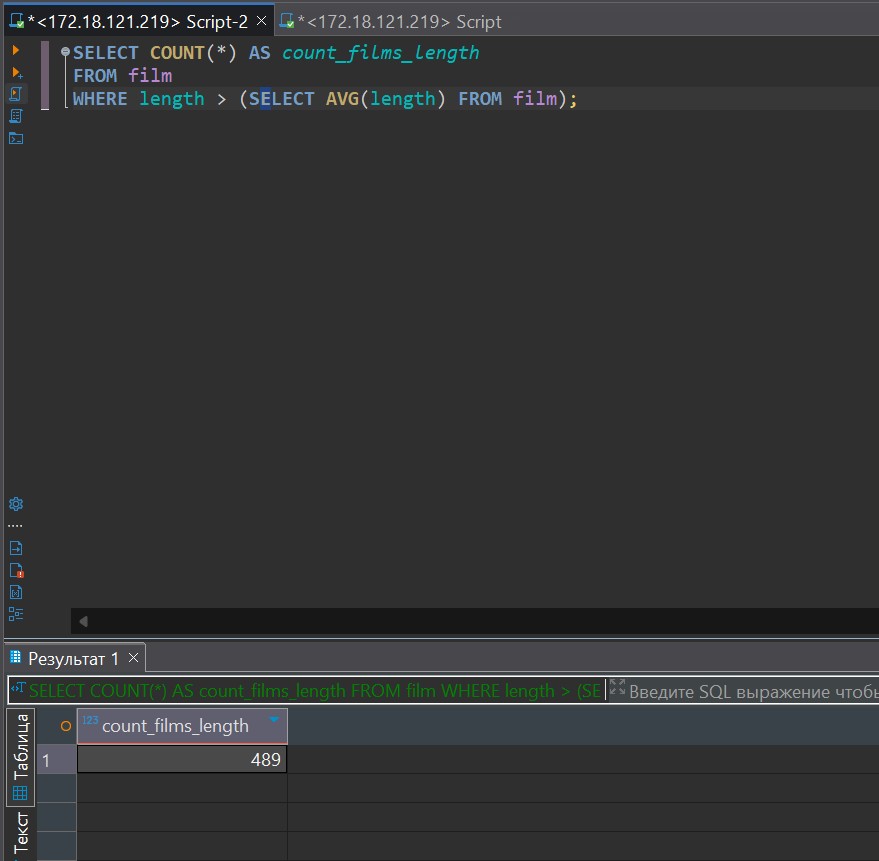 *<172.18.121.219> Script-2
*<172.18.121.219> Script
SELECT COUNT(*) AS count_films_length
FROM film
WHERE length > (SELECT AVG(length) FROM film);
Результат 1
SELECT COUNT(*) AS count_films_length FROM film WHERE length > (SE
Введите SQL выражение чтобы
Таблица
Текст
123 count_films_length
1
489